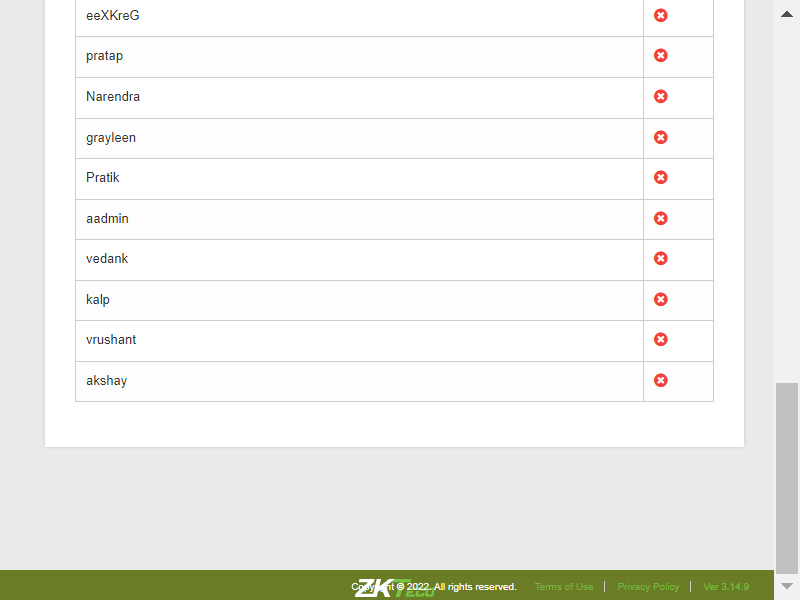 eeXKreG
pratap
Narendra
grayleen
Pratik
aadmin
vedank
kalp
vrushant
akshay
Copyright © 2022. All rights reserved. Terms of Use Privacy Policy Ver 3.14.9
ZKTeco